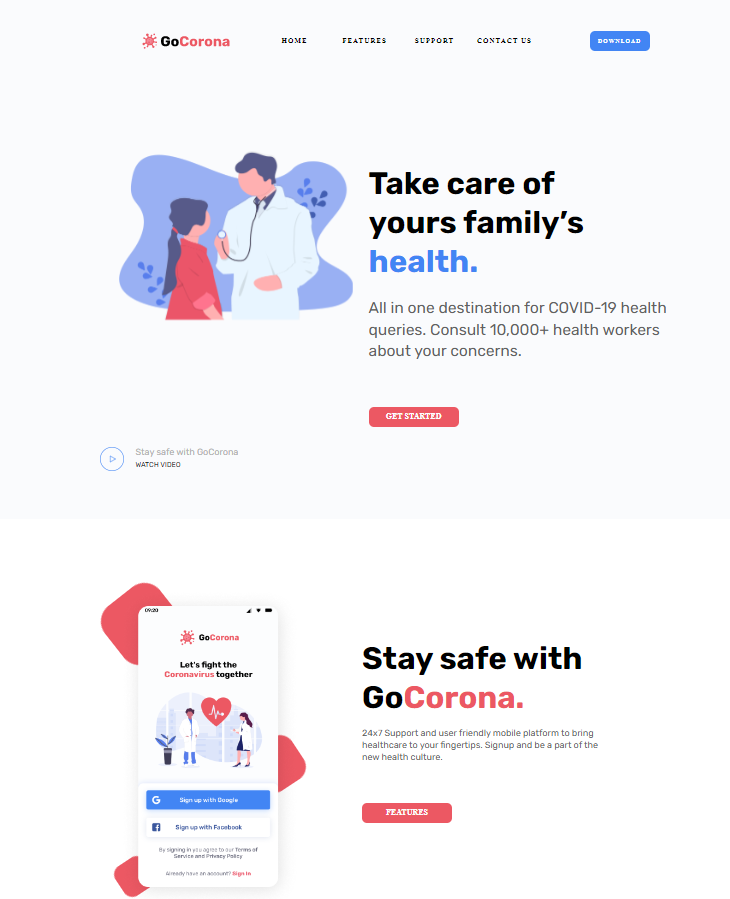 GoCorona
HOME FEATURES SUPPORT CONTACT US DOWNLOAD
Take care of
yours family’s
health.
All in one destination for COVID-19 health
queries. Consult 10,000+ health workers
about your concerns.
GET STARTED
Stay safe with GoCorona
WATCH VIDEO
09:20
GoCorona
Let's fight the
Coronavirus together
Sign up with Google
Sign up with Facebook
By signing in you agree to our Terms of
Service and Privacy Policy
Already have an account? Sign In
Stay safe with
GoCorona.
24x7 Support and user friendly mobile platform to bring
healthcare to your fingertips. Signup and be a part of the
new health culture.
FEATURES